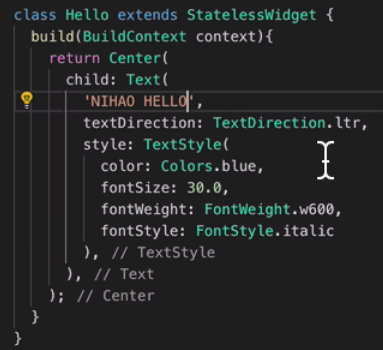 class Hello extends StatelessWidget {
build(BuildContext context){
return Center(
child: Text(
'NIHAO HELLO',
textDirection: TextDirection.ltr,
style: TextStyle(
color: Colors.blue,
fontSize: 30.0,
fontWeight: FontWeight.w600,
fontStyle: FontStyle.italic
), // TextStyle
), // Text
); // Center
}
}